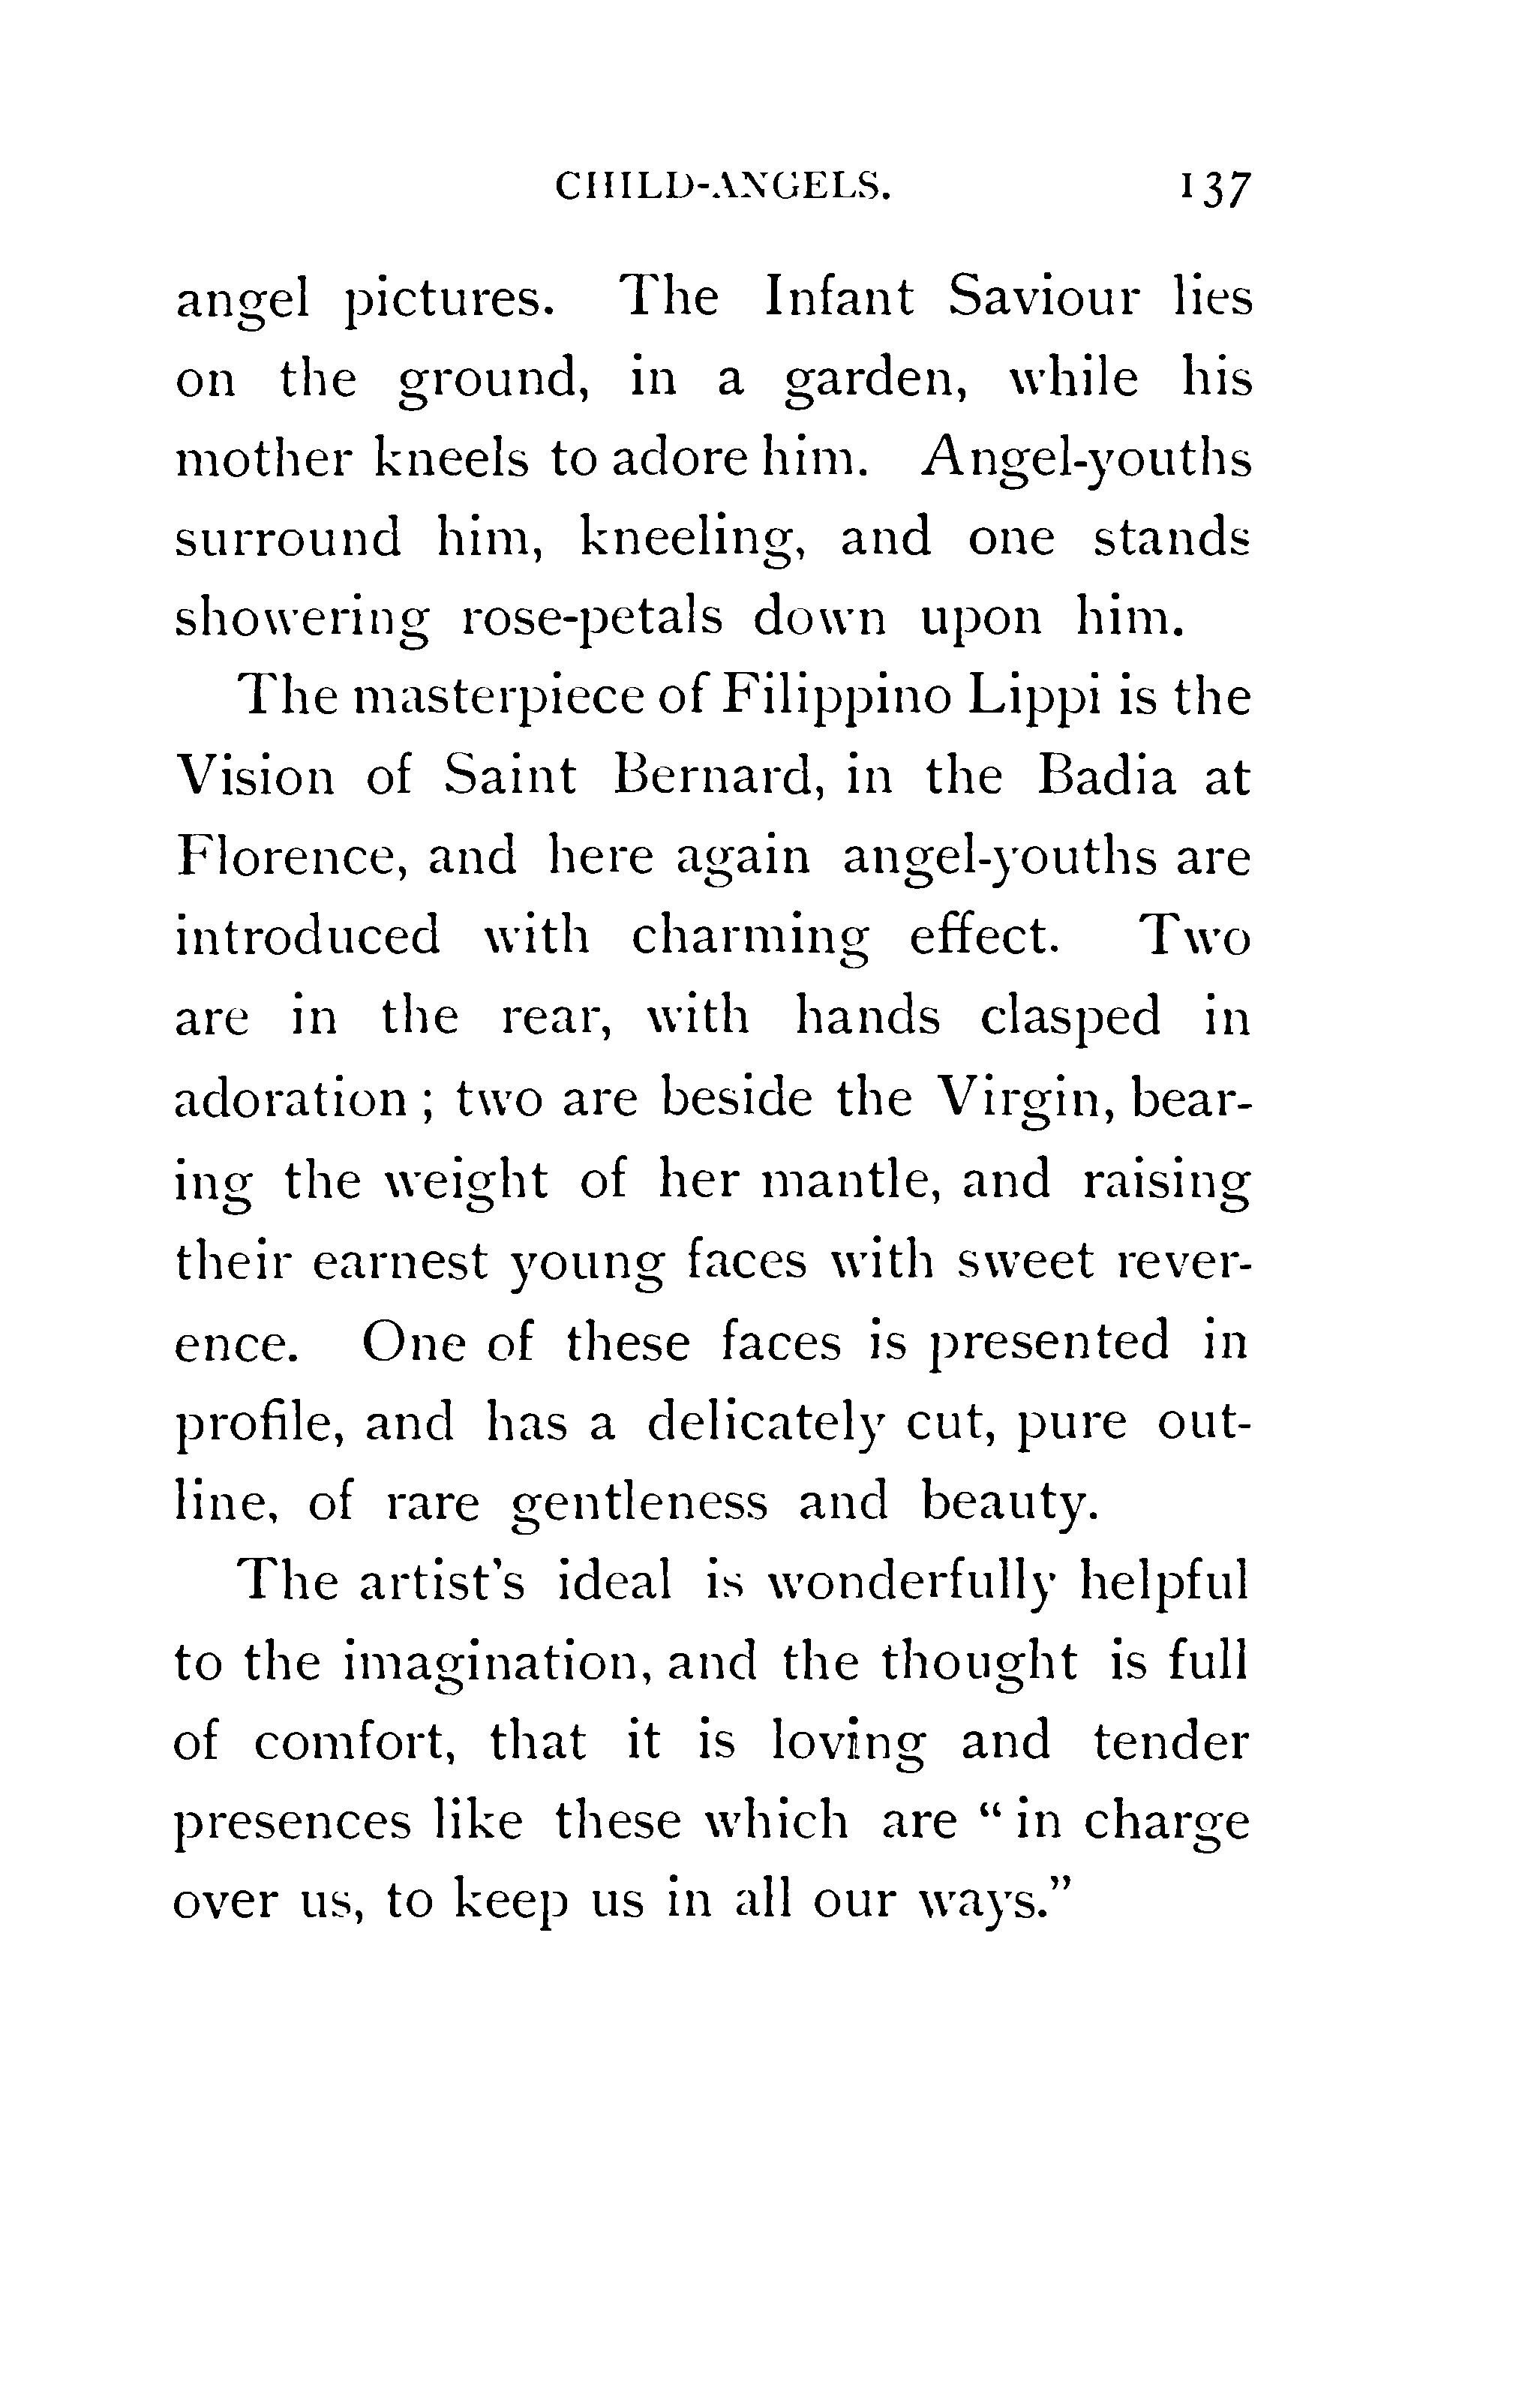 CHILD-ANGELS. 137
angel pictures. The Infant Saviour lies
on the ground, in a garden, while his
mother kneels to adore him. Angel-youths
surround him, kneeling, and one stands
showering rose-petals down upon him.
The masterpiece of Filippino Lippi is the
Vision of Saint Bernard, in the Badia at
Florence, and here again angel-youths are
introduced with charming effect. Two
are in the rear, with hands clasped in
adoration ; two are beside the Virgin, bear-
ing the weight of her mantle, and raising
their earnest young faces with sweet rever-
ence. One of these faces is presented in
profile, and has a delicately cut, pure out-
line, of rare gentleness and beauty.
The artist's ideal is wonderfully helpful
to the imagination, and the thought is full
of comfort, that it is loving and tender
presences like these which are “ in charge
over us, to keep us in all our ways.”